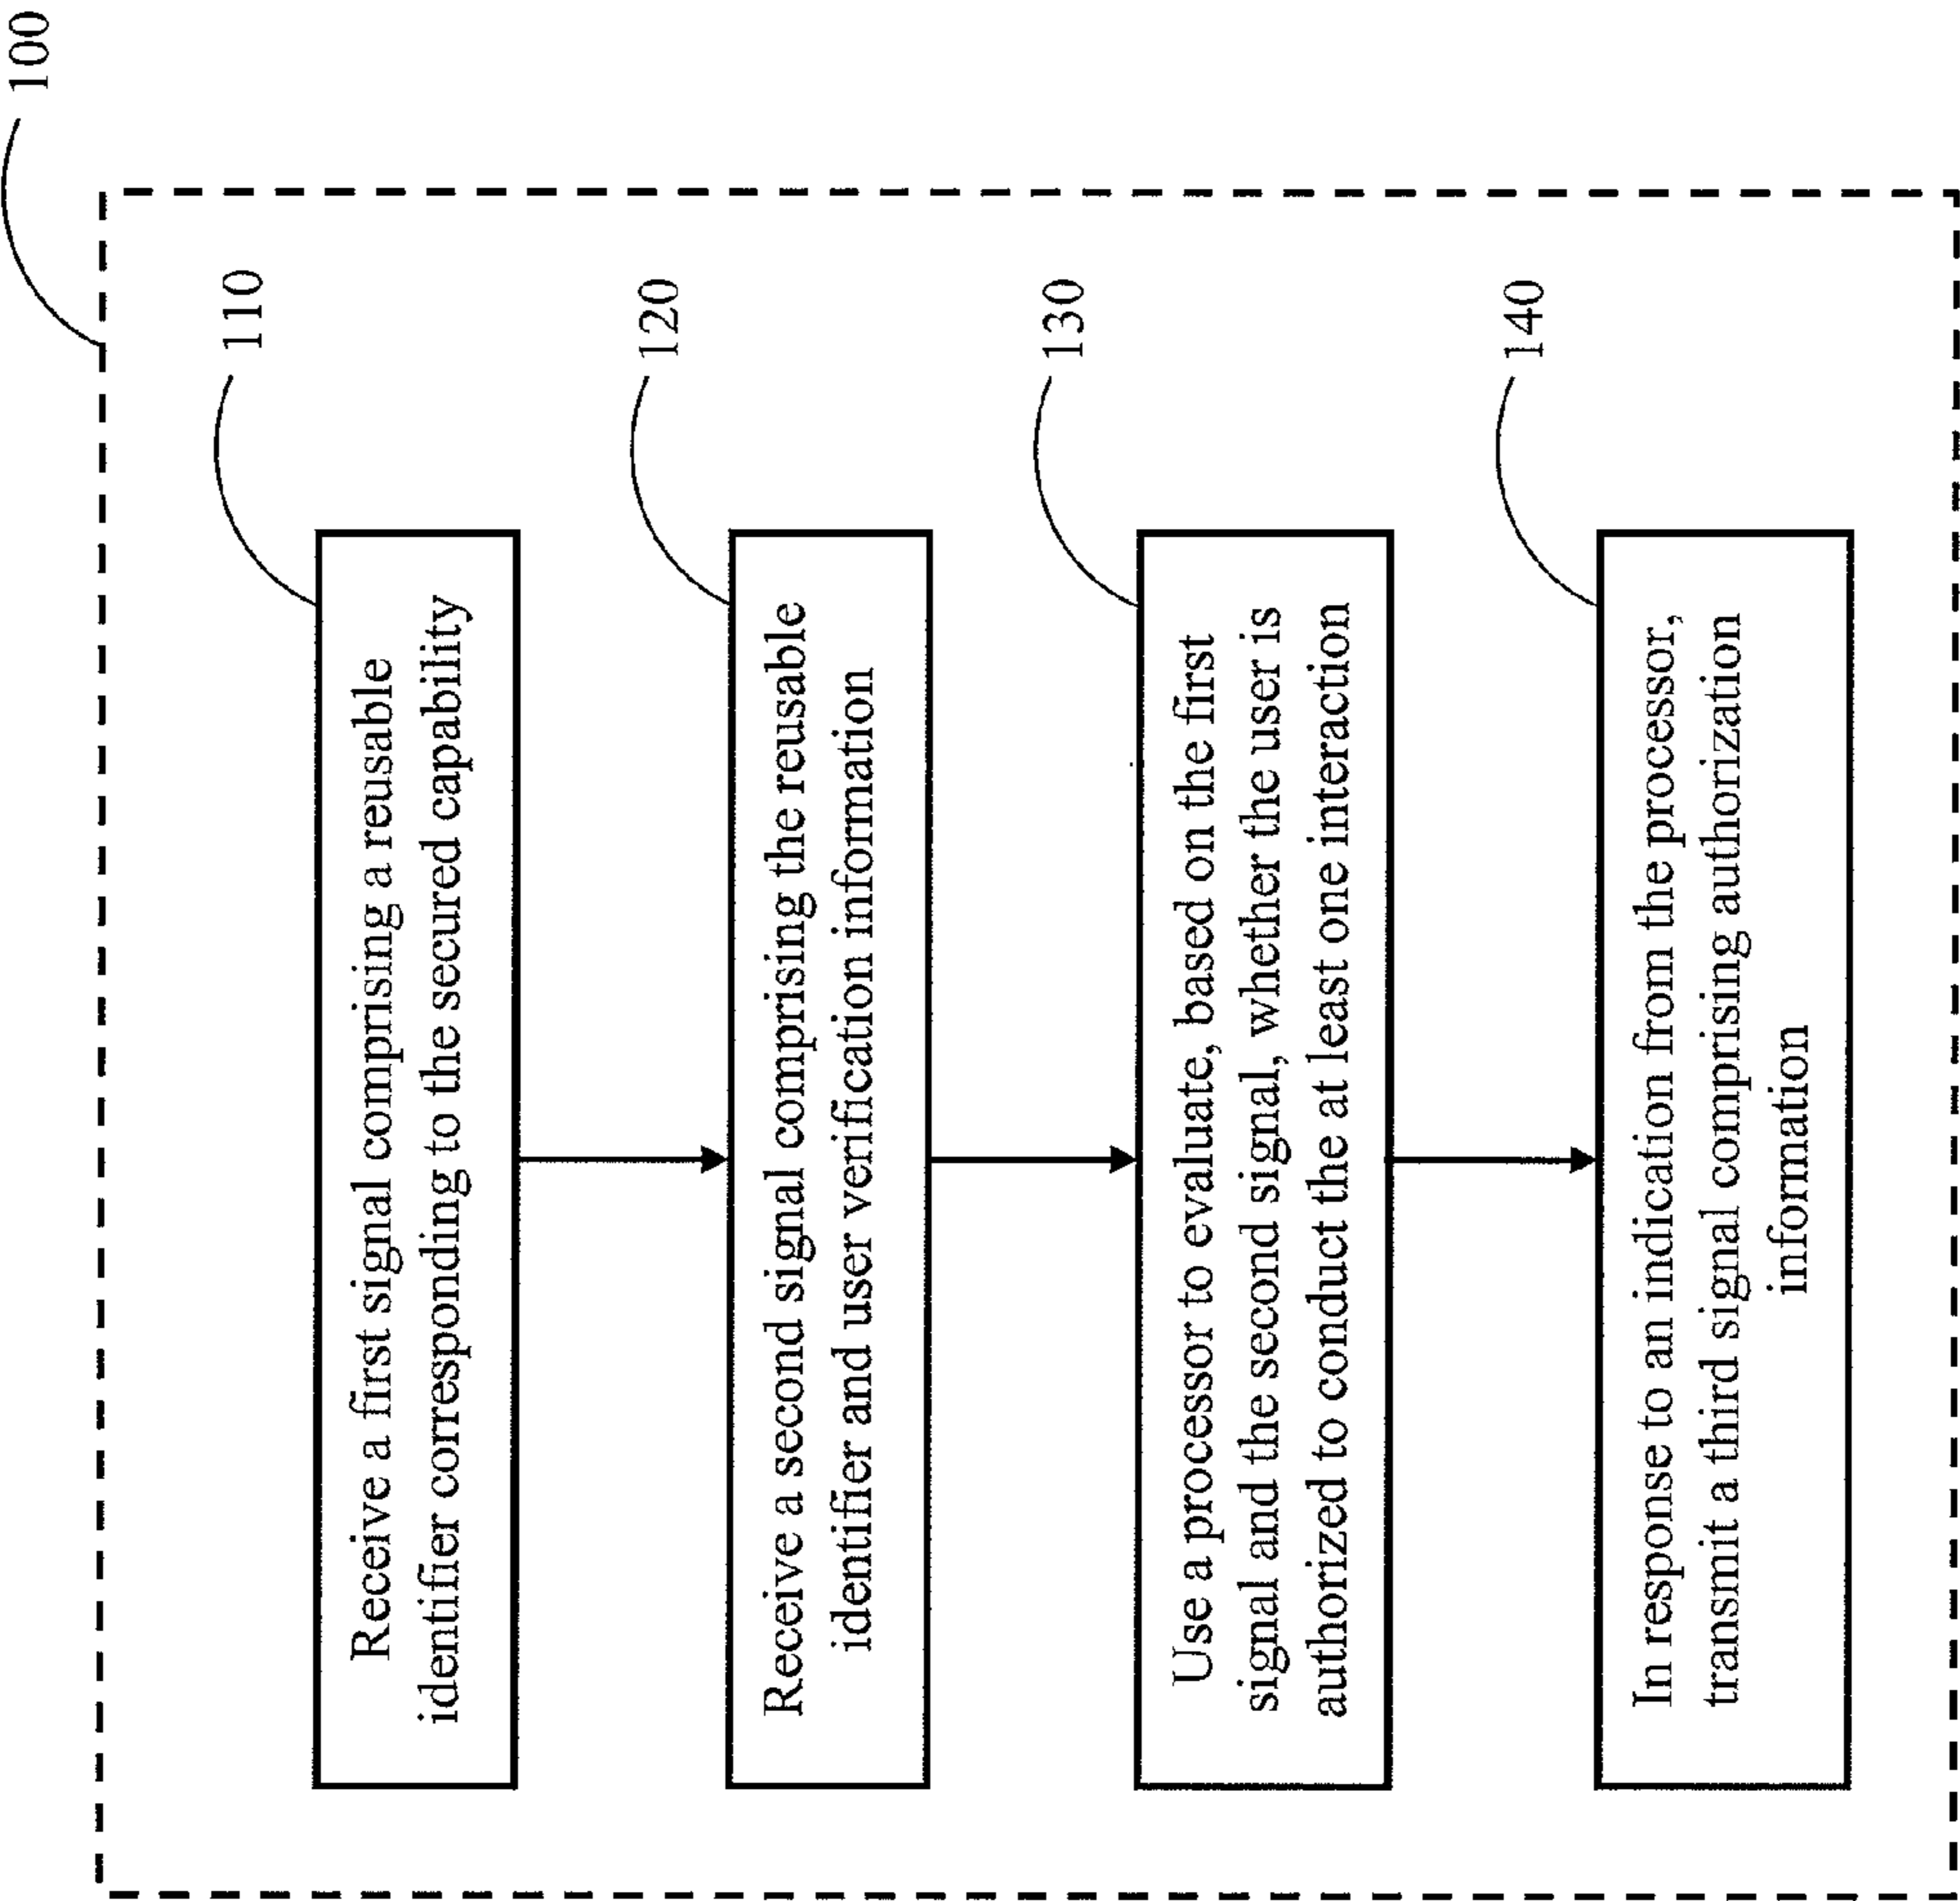 100
110
Receive a first signal comprising a reusable
identifier corresponding to the secured capability
120
Receive a second signal comprising the reusable
identifier and user verification information
130
Use a processor to evaluate, based on the first
signal and the second signal, whether the user is
authorized to conduct the at least one interaction
140
In response to an indication from the processor,
transmit a third signal comprising authorization
information